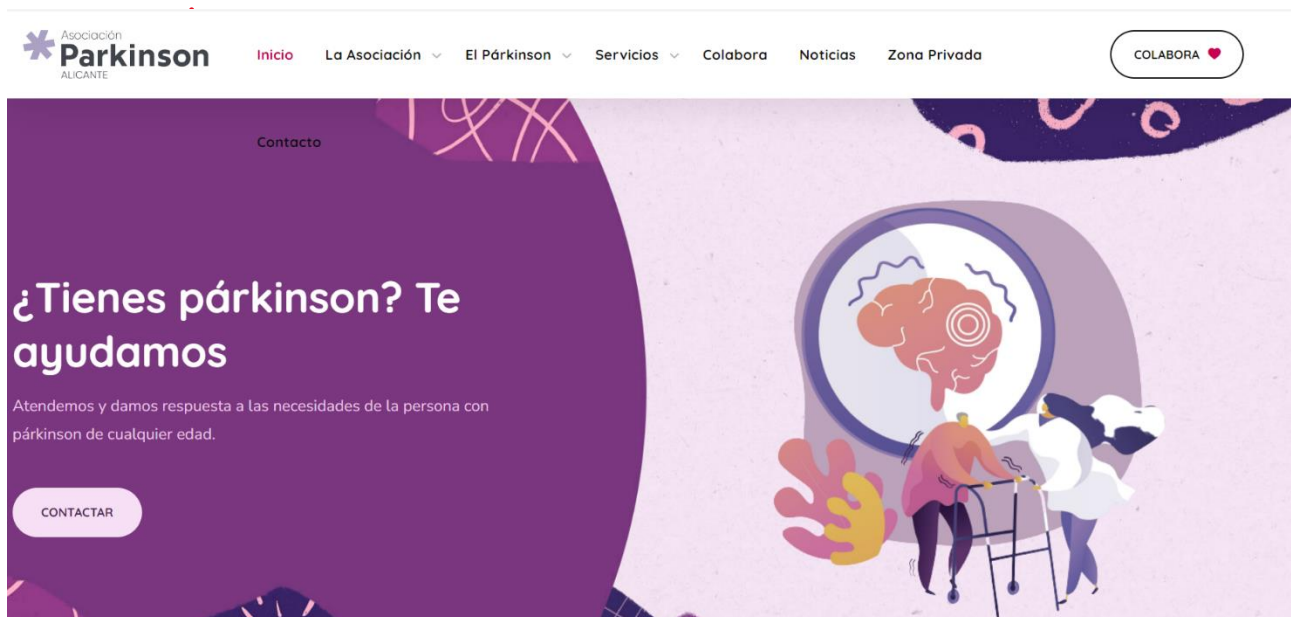 Asociación
Parkinson
ALICANTE
Inicio La Asociación El Párkinson Servicios Colabora Noticias Zona Privada
COLABORA
Contacto
¿Tienes párkinson? Te
ayudamos
Atendemos y damos respuesta a las necesidades de la persona con
párkinson de cualquier edad.
CONTACTAR